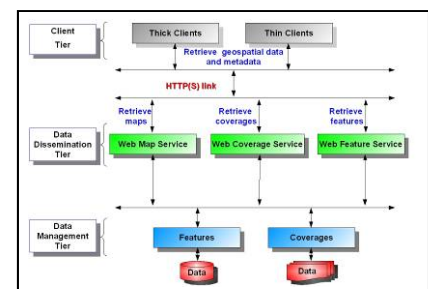 Client
Tier
Thick Clients
Thin Clients
Retrieve geospatial data
and metadata
HTTP(S) link
Retrieve
maps
Retrieve
coverages
Retrieve
features
Data
Dissemination
Tier
Web Map Service
Web Coverage Service
Web Feature Service
Data
Management
Tier
Features
Coverages
Data
Data